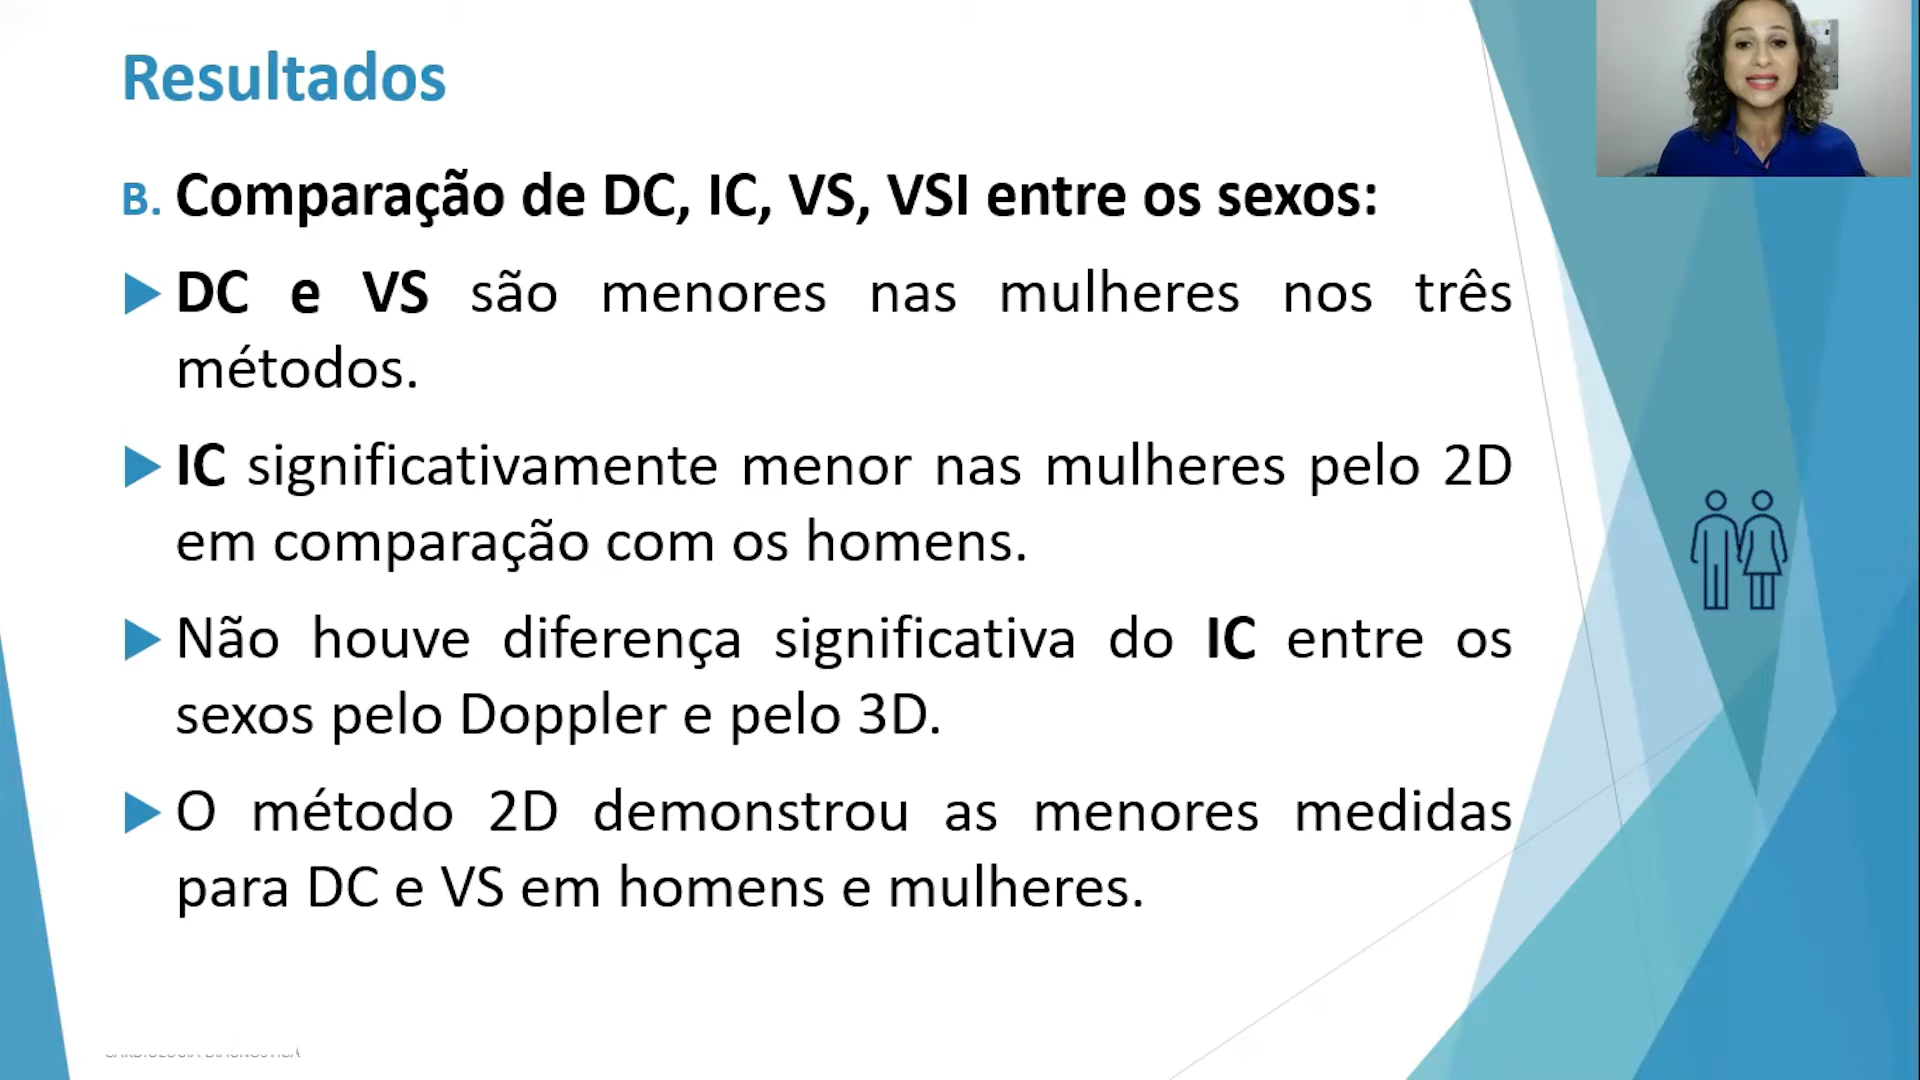 Resultados
B. Comparação de DC, IC, VS, VSI entre os sexos:
DC e VS são menores nas mulheres nos três
métodos.
IC significativamente menor nas mulheres pelo 2D
em comparação com os homens.
Não houve diferença significativa do IC entre os
sexos pelo Doppler e pelo 3D.
O método 2D demonstrou as menores medidas
para DC e VS em homens e mulheres.